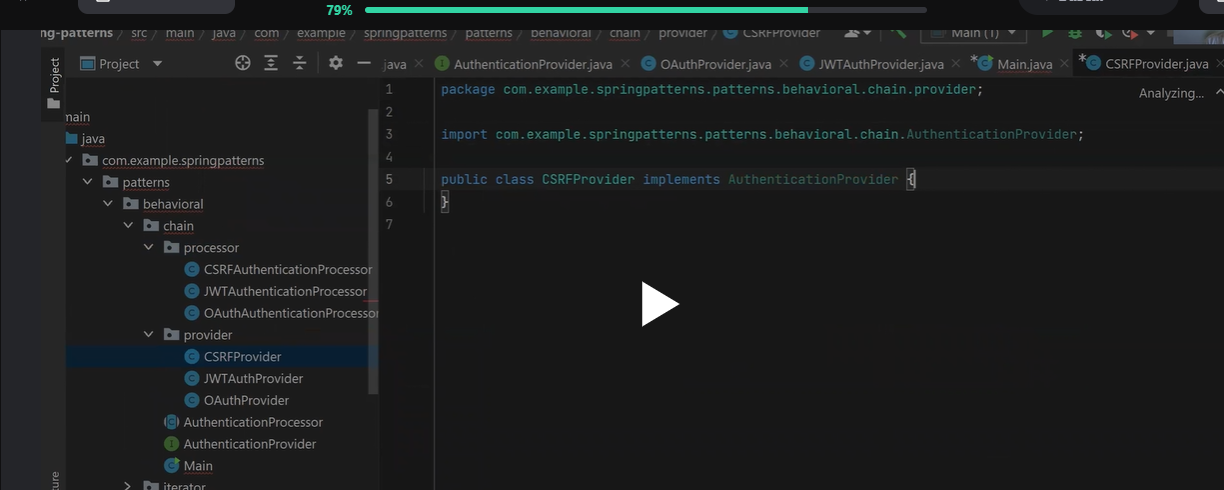 79%
ng-patterns / src / main / java / com / example / springpatterns / patterns / behavioral / chain / provider / CSRFProvider
Main (1)
Project
.java
AuthenticationProvider.java
OAuthProvider.java
JWTAuthProvider.java
*Main.java
*CSRFProvider.java
Project
Analyzing...
1 package com.example.springpatterns.patterns.behavioral.chain.provider;
2
3 import com.example.springpatterns.patterns.behavioral.chain.AuthenticationProvider;
4
5 public class CSRFProvider implements AuthenticationProvider {
6 }
7
main
java
com.example.springpatterns
patterns
behavioral
chain
processor
CSRFAuthenticationProcessor
JWTAuthenticationProcessor
OAuthAuthenticationProcessor
provider
CSRFProvider
JWTAuthProvider
OAuthProvider
AuthenticationProcessor
AuthenticationProvider
Main
iterator